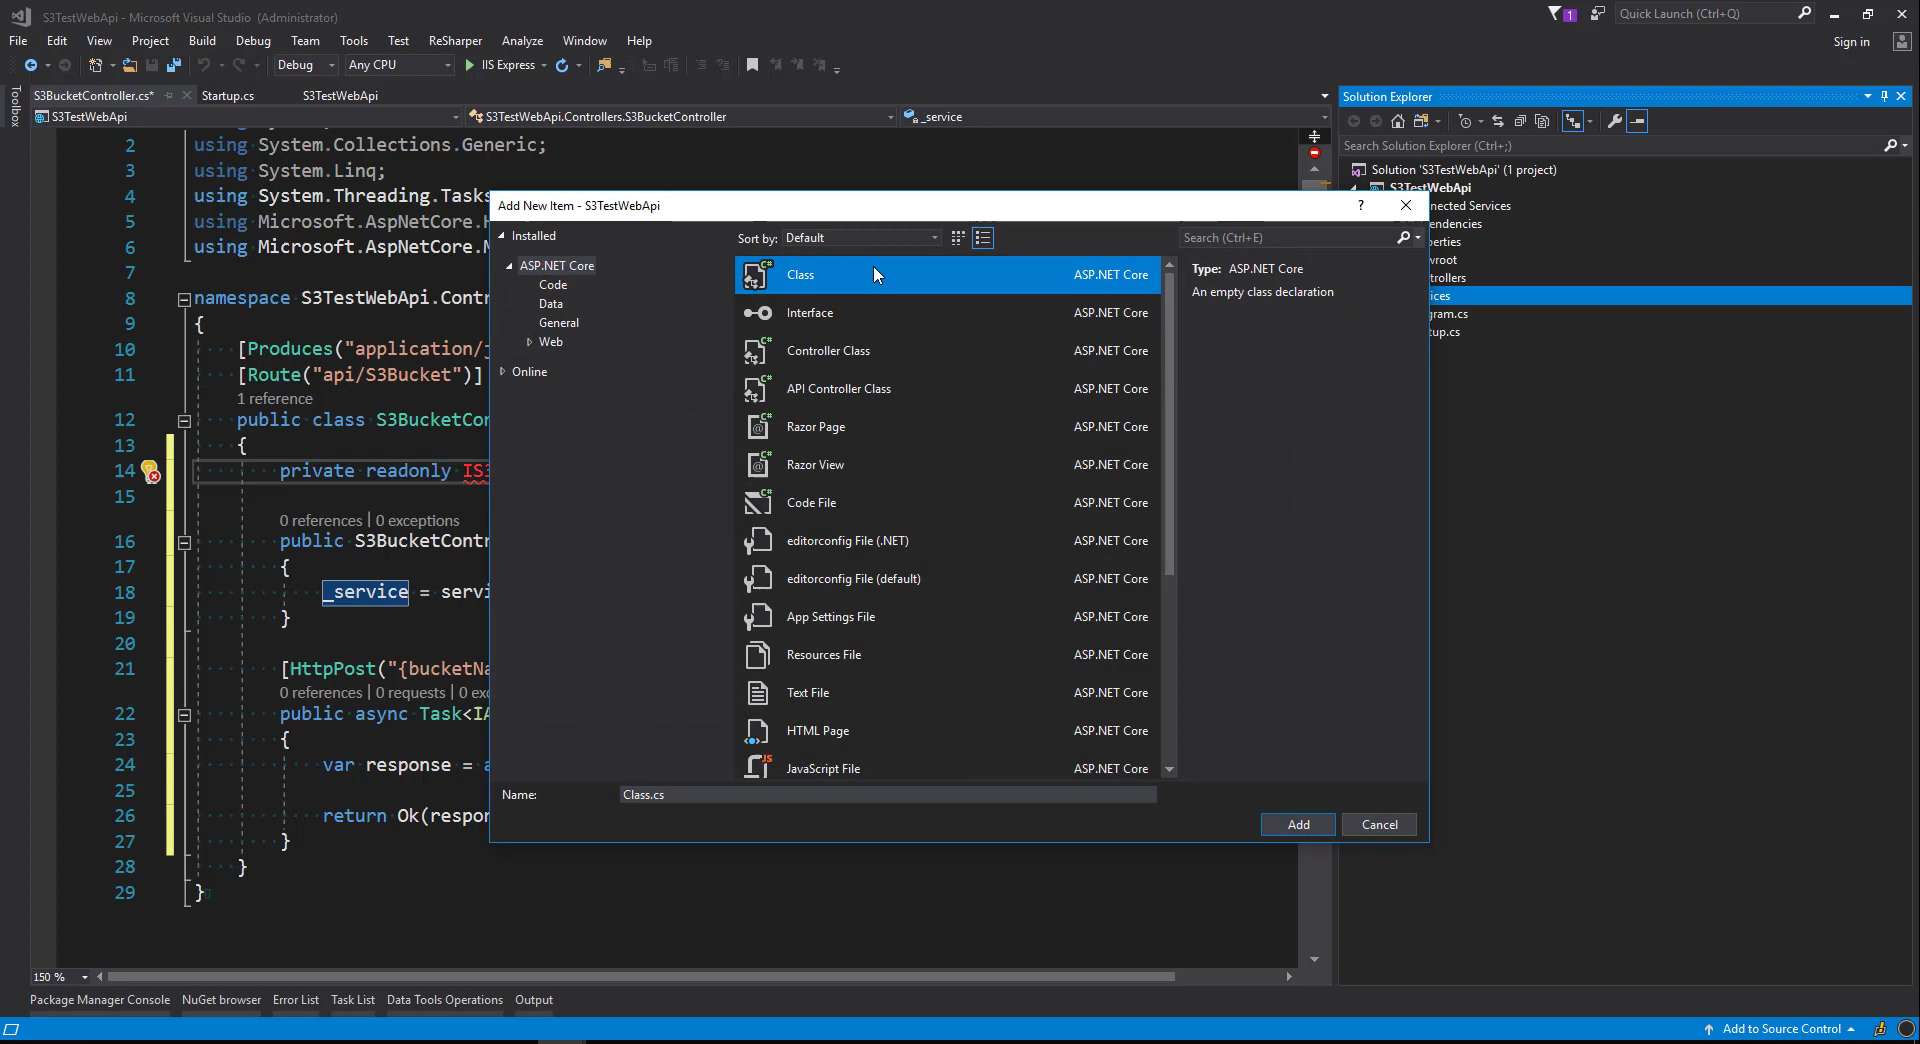 S3TestWebApi - Microsoft Visual Studio (Administrator)
1
Quick Launch (Ctrl+Q)
File Edit View Project Build Debug Team Tools Test ReSharper Analyze Window Help
Sign in
Debug Any CPU IIS Express
Toolbox
S3BucketController.cs* Startup.cs S3TestWebApi
S3TestWebApi S3TestWebApi.Controllers.S3BucketController _service
2 using System.Collections.Generic;
3 using System.Linq;
4 using System.Threading.Tasks
5 using Microsoft.AspNetCore.
6 using Microsoft.AspNetCore.
7
8 namespace S3TestWebApi.Contr
9 {
10 [Produces("application/
11 [Route("api/S3Bucket")]
1 reference
12 public class S3BucketCon
13 {
14 private readonly IS3
15
0 references | 0 exceptions
16 public S3BucketContr
17 {
18 _service = servi
19 }
20
21 [HttpPost("{bucketNa
0 references | 0 requests | 0 exc
22 public async Task<IA
23 {
24 var response = a
25
26 return Ok(respon
27 }
28 }
29 }
150 %
Add New Item - S3TestWebApi
?
Installed
ASP.NET Core
Code
Data
General
Web
Online
Sort by: Default
Search (Ctrl+E)
Class ASP.NET Core
Interface ASP.NET Core
Controller Class ASP.NET Core
API Controller Class ASP.NET Core
Razor Page ASP.NET Core
Razor View ASP.NET Core
Code File ASP.NET Core
editorconfig File (.NET) ASP.NET Core
editorconfig File (default) ASP.NET Core
App Settings File ASP.NET Core
Resources File ASP.NET Core
Text File ASP.NET Core
HTML Page ASP.NET Core
JavaScript File ASP.NET Core
Type: ASP.NET Core
An empty class declaration
Name: Class.cs
Add Cancel
Solution Explorer
Search Solution Explorer (Ctrl+;)
Solution 'S3TestWebApi' (1 project)
S3TestWebApi
nected Services
endencies
erties
vroot
trollers
ices
gram.cs
tup.cs
Package Manager Console NuGet browser Error List Task List Data Tools Operations Output
Add to Source Control